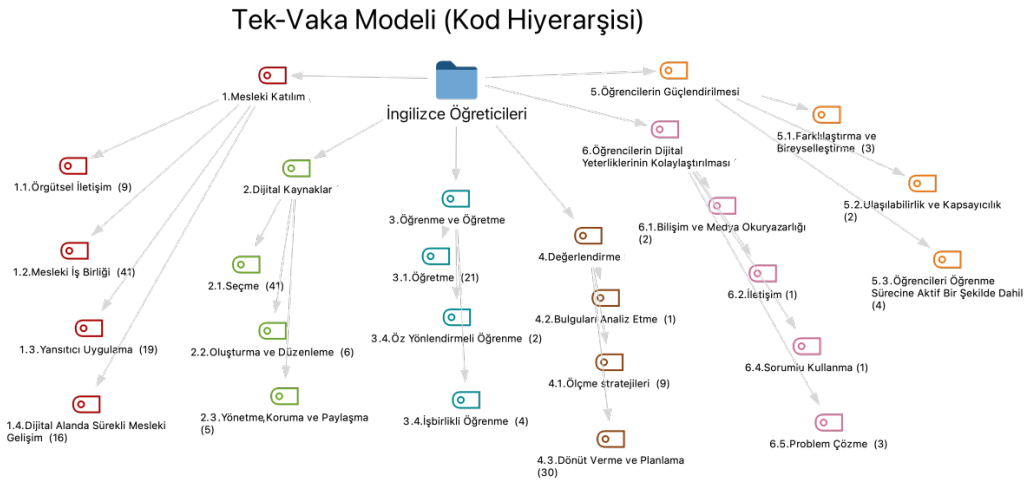 Tek-Vaka Modeli (Kod Hiyerarşisi)
İngilizce Öğreticileri
1.Mesleki Katılım
1.1.Örgütsel İletişim (9)
1.2.Mesleki İş Birliği (41)
1.3.Yansıtıcı Uygulama (19)
1.4.Dijital Alanda Sürekli Mesleki
Gelişim (16)
2.Dijital Kaynaklar
2.1.Seçme (41)
2.2.Oluşturma ve Düzenleme (6)
2.3.Yönetme,Koruma ve Paylaşma
(5)
3.Öğrenme ve Öğretme
3.1.Öğretme (21)
3.4.Öz Yönlendirmeli Öğrenme (2)
3.4.İşbirlikli Öğrenme (4)
4.Değerlendirme
4.2.Bulguları Analiz Etme (1)
4.1.Ölçme stratejileri (9)
4.3.Dönüt Verme ve Planlama
(30)
5.Öğrencilerin Güçlendirilmesi
5.1.Farklılaştırma ve
Bireyselleştirme (3)
5.2.Ulaşılabilirlik ve Kapsayıcılık
(2)
5.3.Öğrencileri Öğrenme
Sürecine Aktif Bir Şekilde Dahil
(4)
6.Öğrencilerin Dijital
Yeterliklerinin Kolaylaştırılması
6.1.Bilişim ve Medya Okuryazarlığı
(2)
6.2.İletişim (1)
6.4.Sorumlu Kullanma (1)
6.5.Problem Çözme (3)